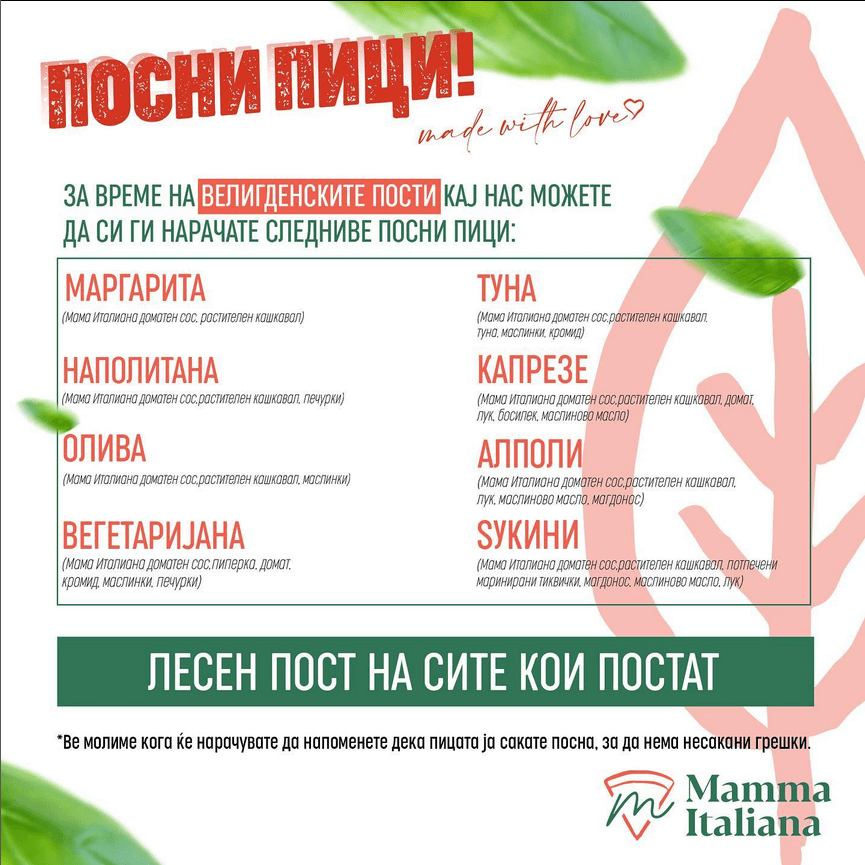 ПОСНИ ПИЦИ!
made with love
ЗА ВРЕМЕ НА ВЕЛИГДЕНСКИТЕ ПОСТИ КАЈ НАС МОЖЕТЕ
ДА СИ ГИ НАРАЧАТЕ СЛЕДНИВЕ ПОСНИ ПИЦИ:
МАРГАРИТА
(Мама Италиана доматен сос, растителен кашкавал)
НАПОЛИТАНА
(Мама Италиана доматен сос,растителен кашкавал, печурки)
ОЛИВА
(Мама Италиана доматен сос,растителен кашкавал, маслинки)
ВЕГЕТАРИЈАНА
(Мама Италиана доматен сос,пиперка, домат,
кромид, маслинки, печурки)
ТУНА
(Мама Италиана доматен сос,растителен кашкавал,
туна, маслинки, кромид)
КАПРЕЗЕ
(Мама Италиана доматен сос,растителен кашкавал, домат,
лук, босилек, маслиново масло)
АЛПОЛИ
(Мама Италиана доматен сос,растителен кашкавал,
лук, маслиново масло, магдонос)
ЅУКИНИ
(Мама Италиана доматен сос,растителен кашкавал, потпечени
маринирани тиквички, магдонос, маслиново масло, лук)
ЛЕСЕН ПОСТ НА СИТЕ КОИ ПОСТАТ
*Ве молиме кога ќе нарачувате да напоменете дека пицата ја сакате посна, за да нема несакани грешки.
Mamma
Italiana